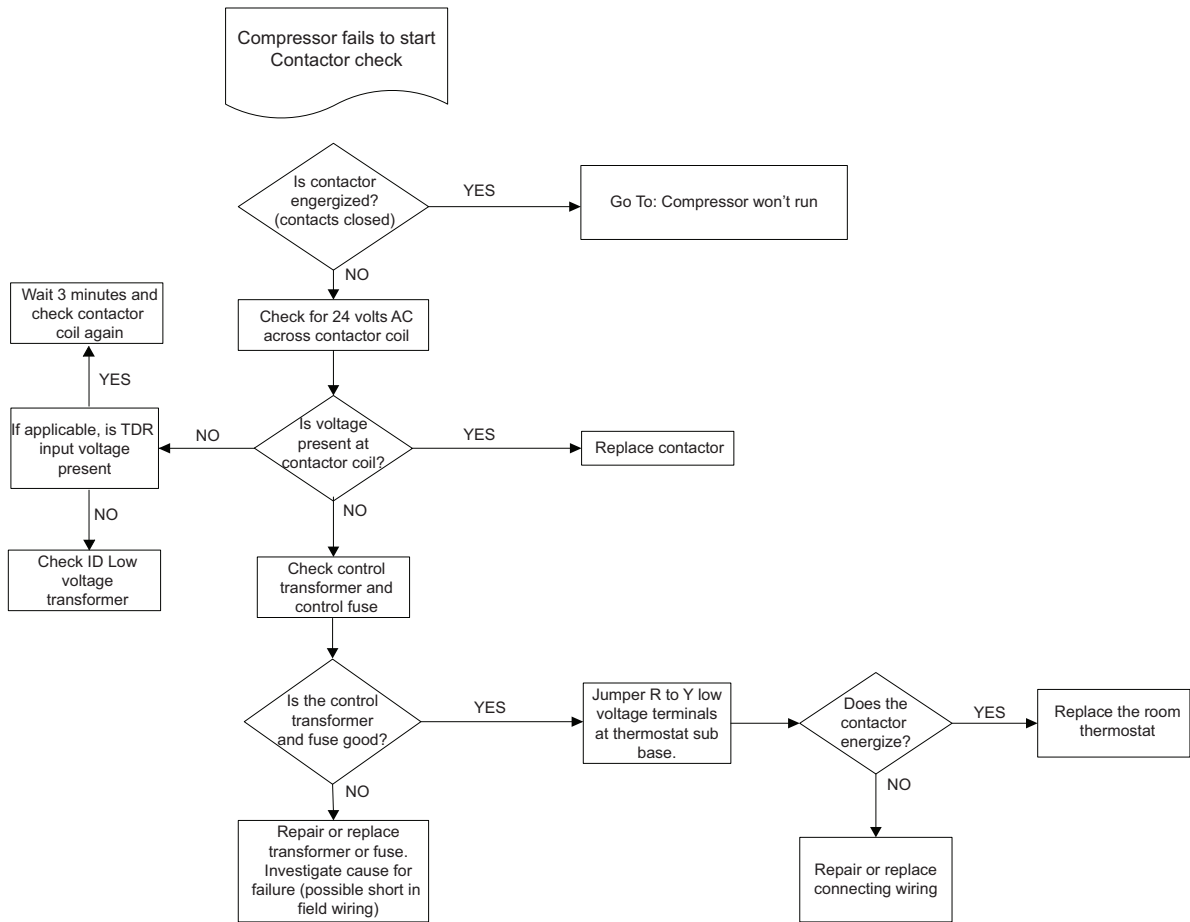 Compressor fails to start
Contactor check
Is contactor
engergized?
(contacts closed)
YES
Go To: Compressor won't run
NO
Wait 3 minutes and
check contactor
coil again
Check for 24 volts AC
across contactor coil
YES
If applicable, is TDR
input voltage
present
NO
Is voltage
present at
contactor coil?
YES
Replace contactor
NO
NO
Check ID Low
voltage
transformer
Check control
transformer and
control fuse
Is the control
transformer
and fuse good?
YES
Jumper R to Y low
voltage terminals
at thermostat sub
base.
Does the
contactor
energize?
YES
Replace the room
thermostat
NO
NO
Repair or replace
transformer or fuse.
Investigate cause for
failure (possible short in
field wiring)
Repair or replace
connecting wiring